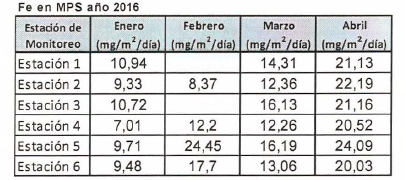 Fe en MPS año 2016
Estación de Monitoreo Enero (mg/m²/día) Febrero (mg/m²/día) Marzo (mg/m²/día) Abril (mg/m²/día)
Estación 1 10,94 14,31 21,13
Estación 2 9,33 8,37 12,36 22,19
Estación 3 10,72 16,13 21,16
Estación 4 7,01 12,2 12,26 20,52
Estación 5 9,71 24,45 16,19 24,09
Estación 6 9,48 17,7 13,06 20,03